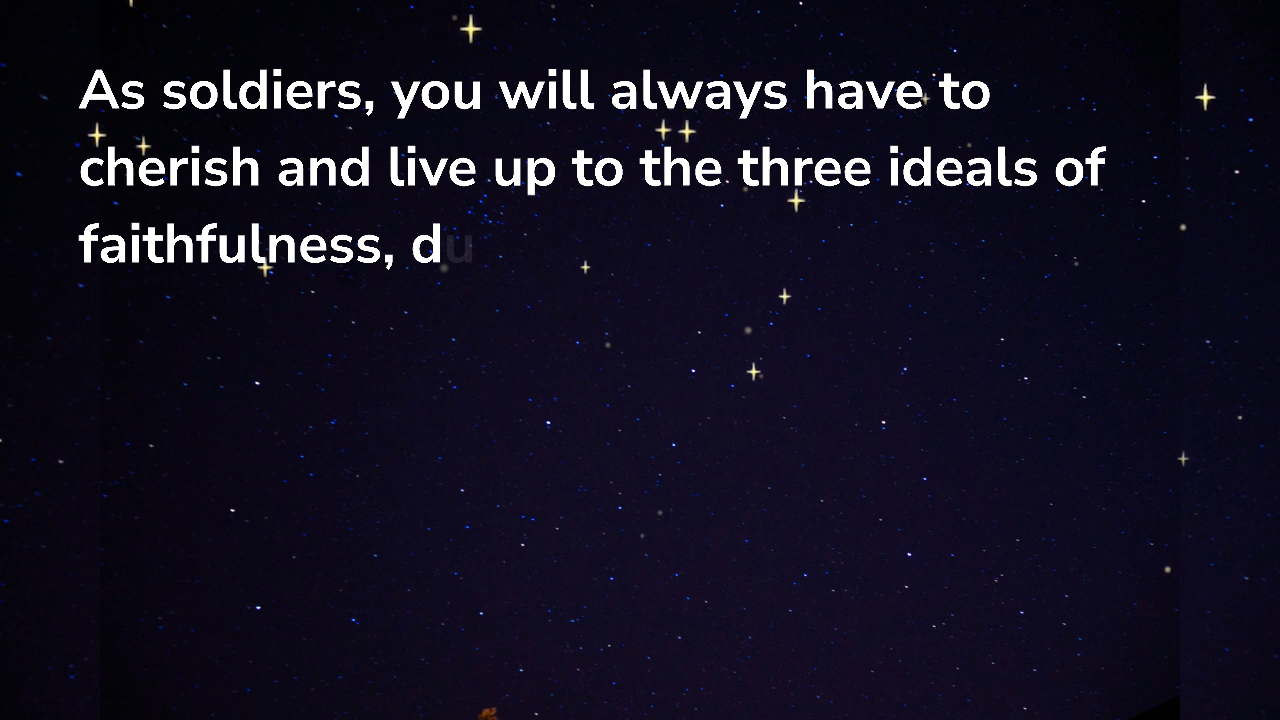 As soldiers, you will always have to
cherish and live up to the three ideals of
faithfulness, du